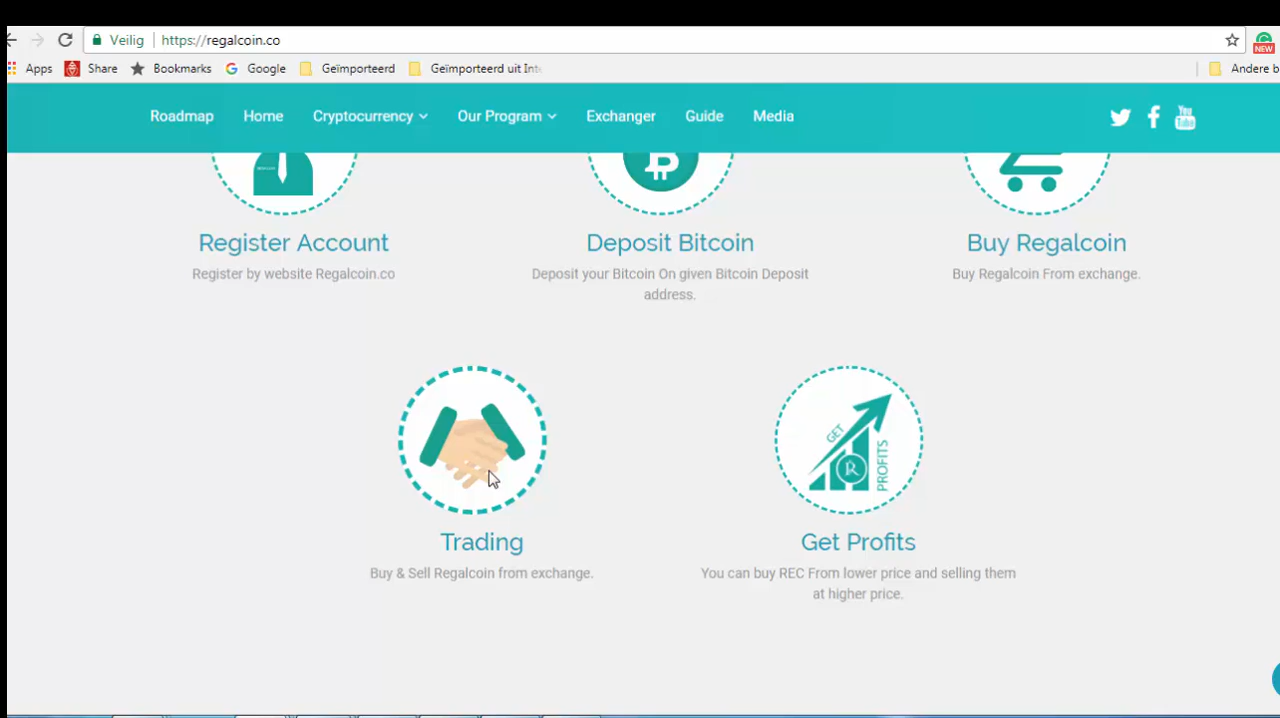 Veilig https://regalcoin.co
NEW
Apps Share Bookmarks Google Geïmporteerd Geïmporteerd uit Inte Andere b
Roadmap Home Cryptocurrency Our Program Exchanger Guide Media You Tube
Register Account Deposit Bitcoin Buy Regalcoin
Register by website Regalcoin.co Deposit your Bitcoin On given Bitcoin Deposit Buy Regalcoin From exchange.
address.
GET PROFITS
Trading Get Profits
Buy & Sell Regalcoin from exchange. You can buy REC From lower price and selling them
at higher price.